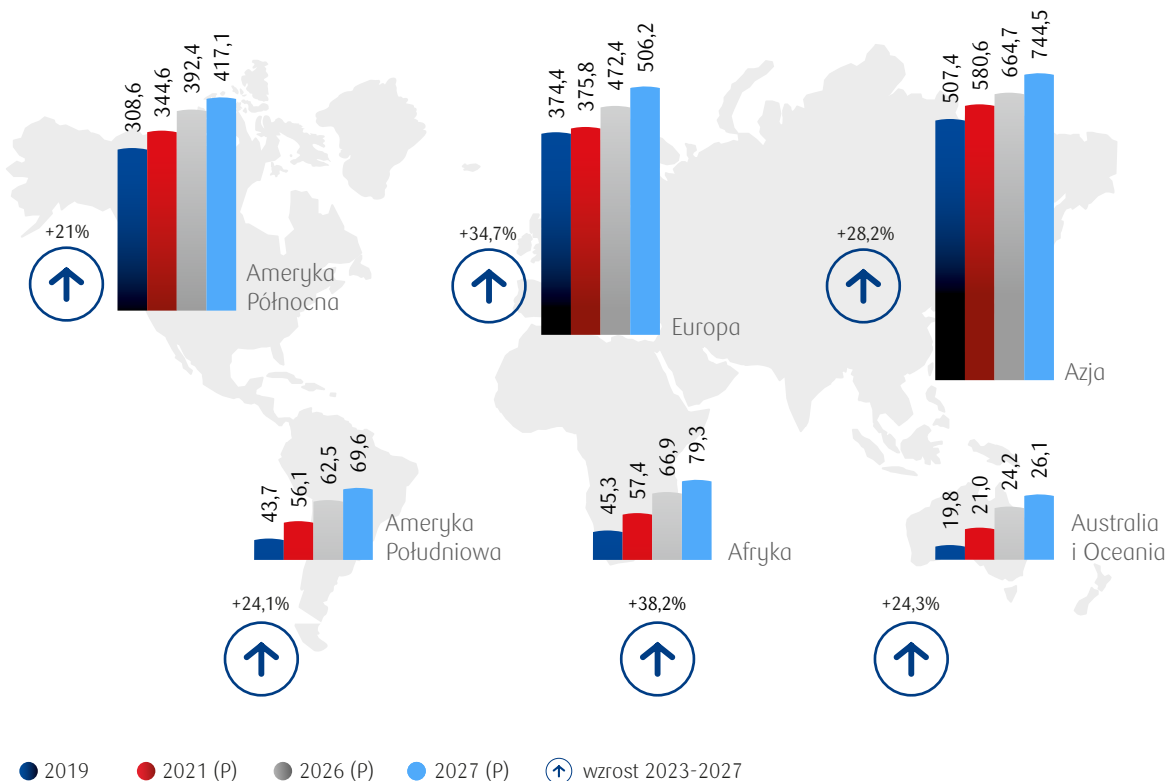 308,6
344,6
392,4
417,1
+21%
Ameryka
Północna
374,4
375,8
472,4
506,2
+34,7%
Europa
507,4
580,6
664,7
744,5
+28,2%
Azja
43,7
56,1
62,5
69,6
Ameryka
Południowa
+24,1%
45,3
57,4
66,9
79,3
Afryka
+38,2%
19,8
21,0
24,2
26,1
Australia
i Oceania
+24,3%
2019
2021 (P)
2026 (P)
2027 (P)
wzrost 2023-2027